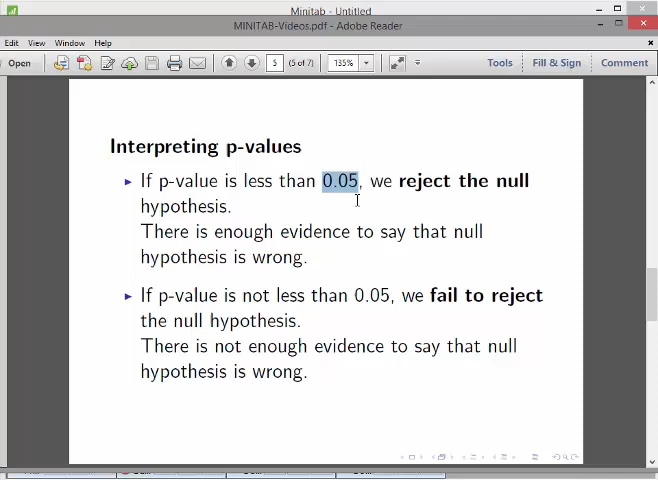 Minitab - Untitled
MINITAB-Videos.pdf - Adobe Reader
Edit View Window Help
Open 5 (5 of 7) 135% Tools Fill & Sign Comment
Interpreting p-values
If p-value is less than 0.05, we reject the null
hypothesis.
There is enough evidence to say that null
hypothesis is wrong.
If p-value is not less than 0.05, we fail to reject
the null hypothesis.
There is not enough evidence to say that null
hypothesis is wrong.